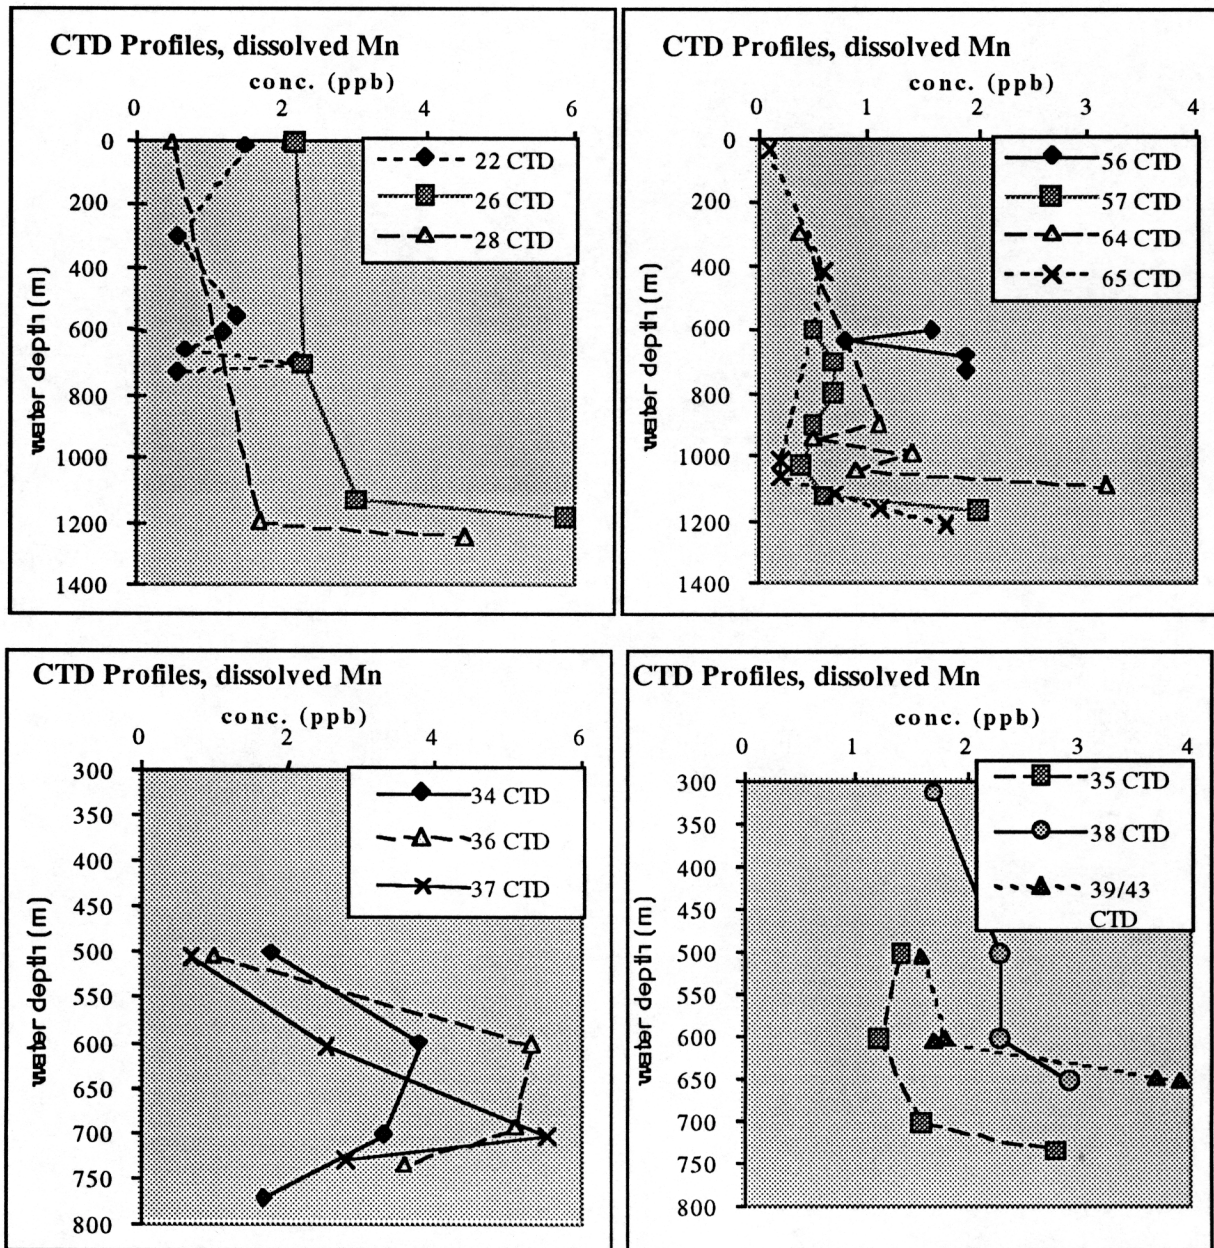 CTD Profiles, dissolved Mn
conc. (ppb)
0 2 4 6
0
200
400
600
800
1000
1200
1400
water depth (m)
22 CTD
26 CTD
28 CTD
CTD Profiles, dissolved Mn
conc. (ppb)
0 1 2 3 4
0
200
400
600
800
1000
1200
1400
water depth (m)
56 CTD
57 CTD
64 CTD
65 CTD
CTD Profiles, dissolved Mn
conc. (ppb)
0 2 4 6
300
350
400
450
500
550
600
650
700
750
800
water depth (m)
34 CTD
36 CTD
37 CTD
CTD Profiles, dissolved Mn
conc. (ppb)
0 1 2 3 4
300
350
400
450
500
550
600
650
700
750
800
water depth (m)
35 CTD
38 CTD
39/43
CTD